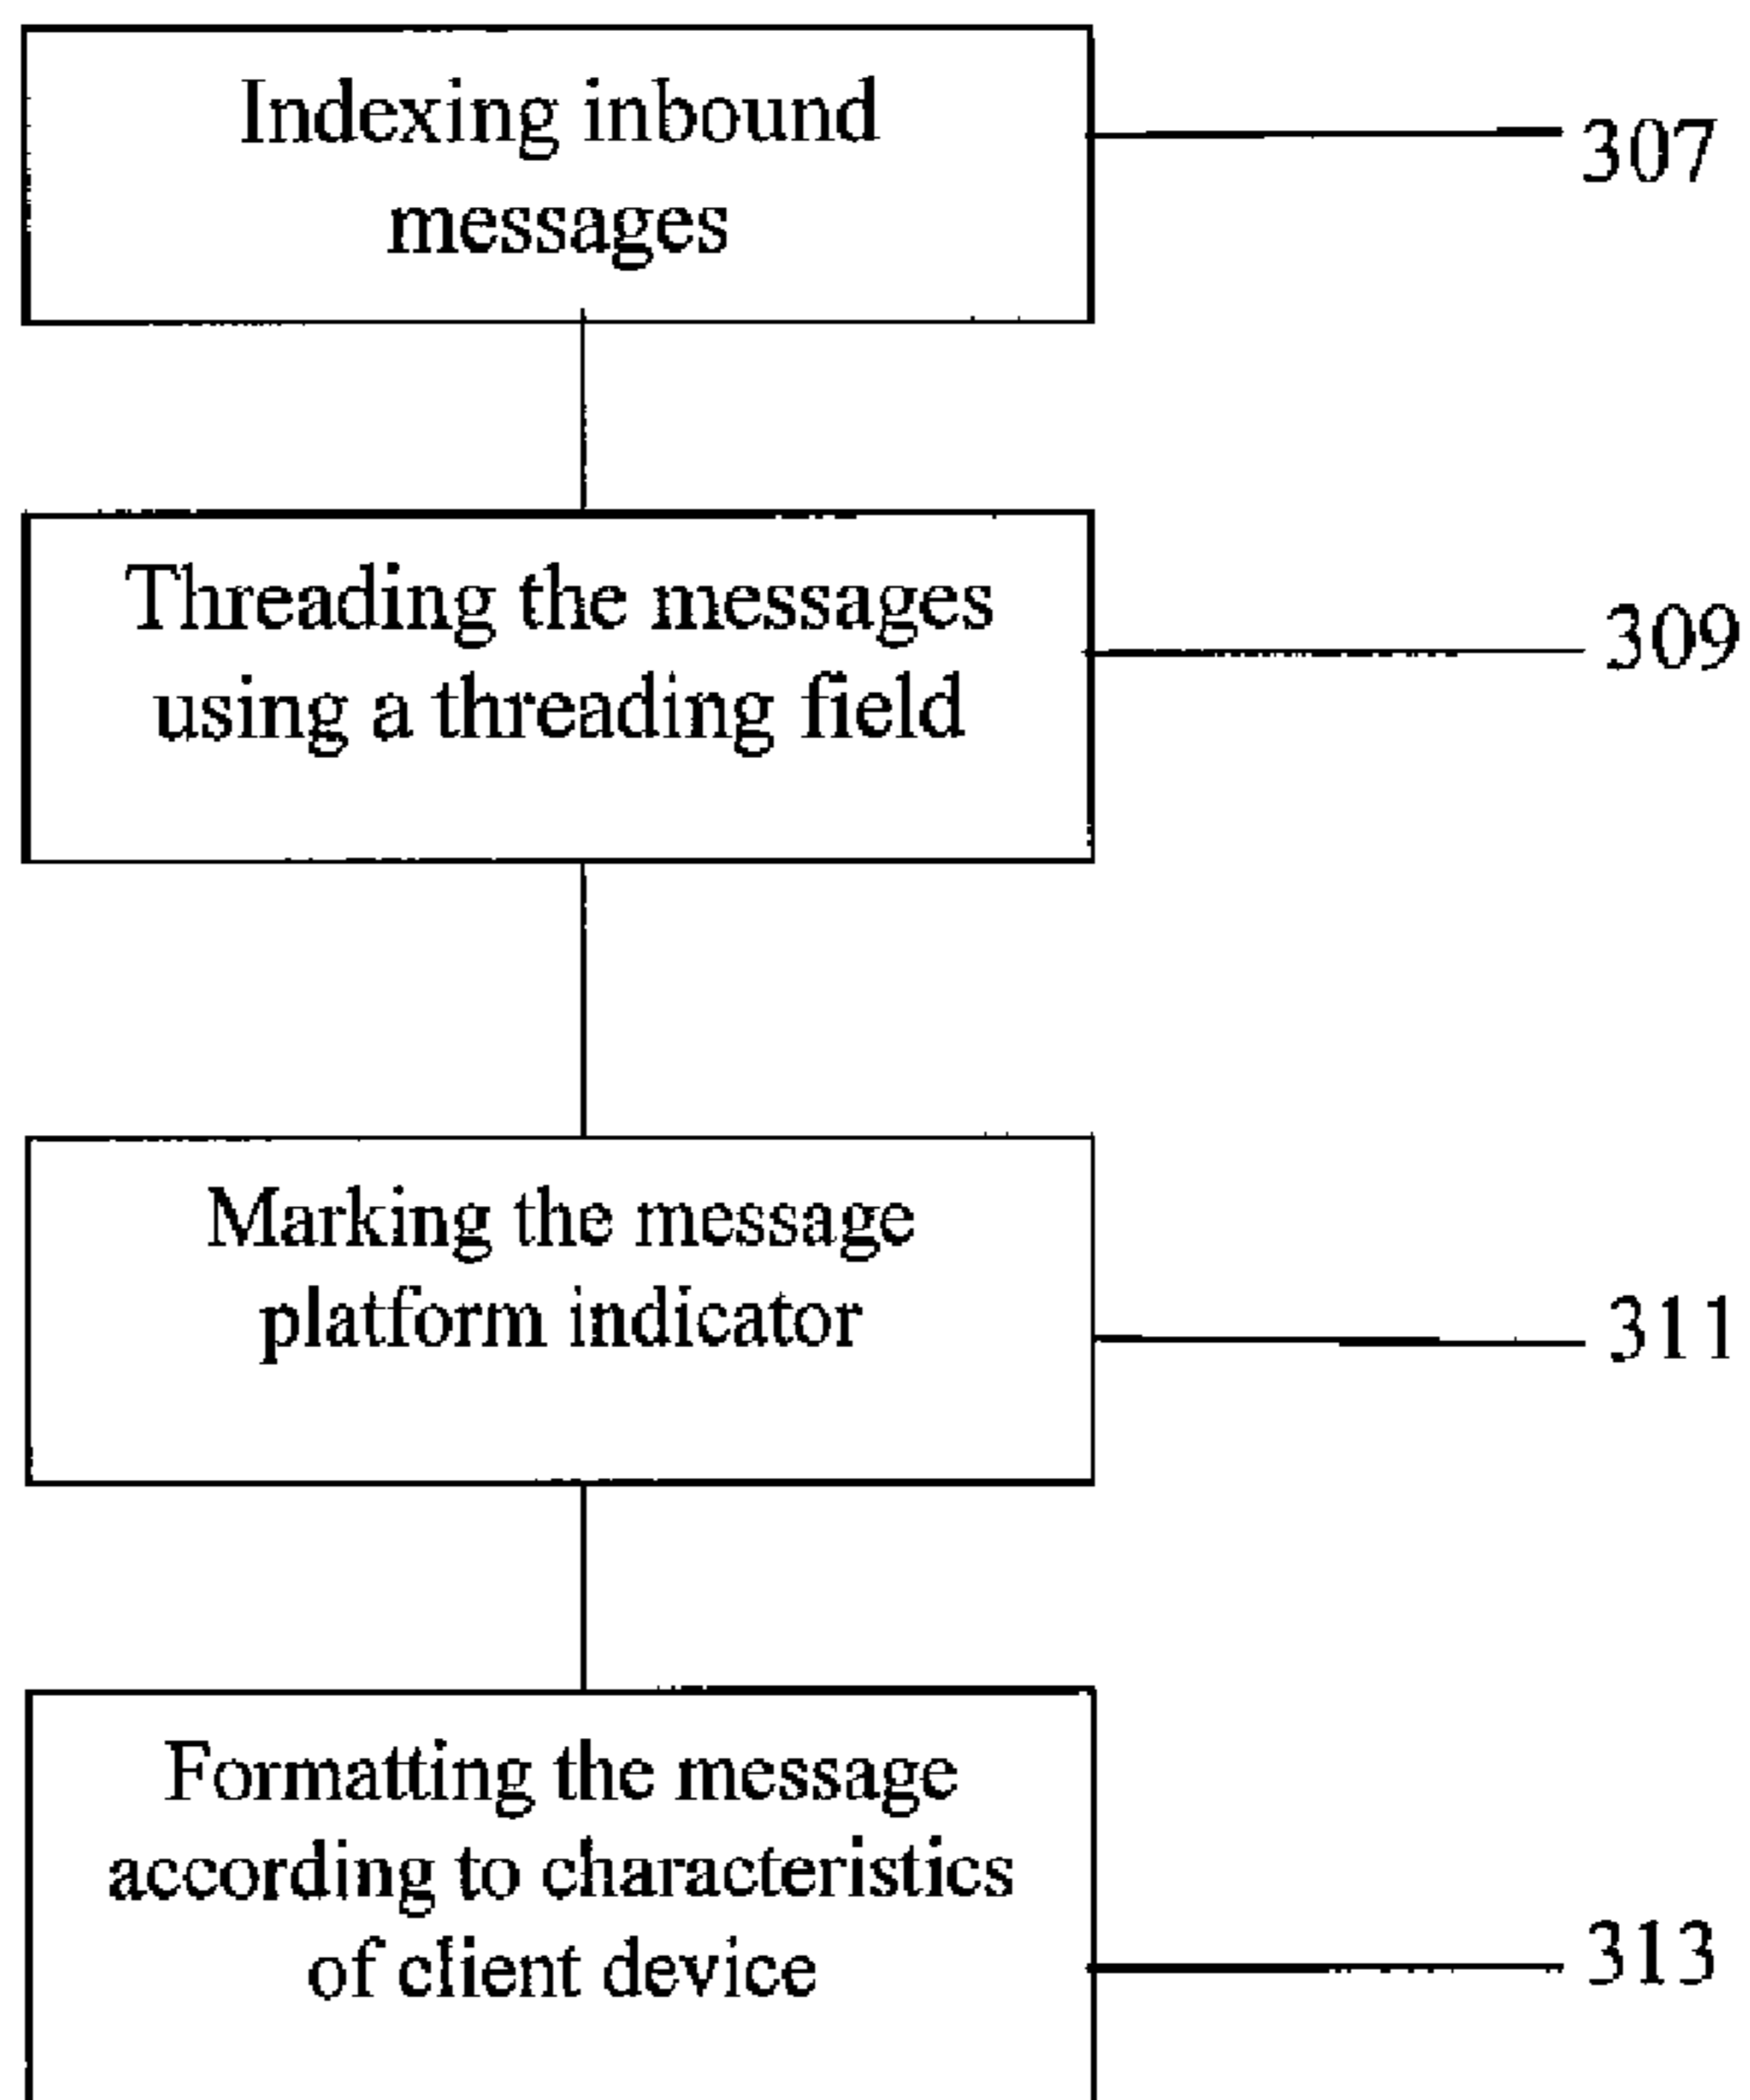 Indexing inbound
messages
307
Threading the messages
using a threading field
309
Marking the message
platform indicator
311
Formatting the message
according to characteristics
of client device
313